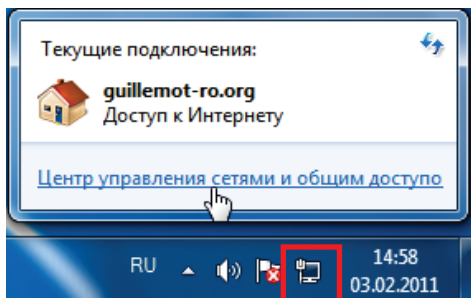 Текущие подключения:
guillemot-ro.org
Доступ к Интернету
Центр управления сетями и общим доступо
RU
14:58
03.02.2011